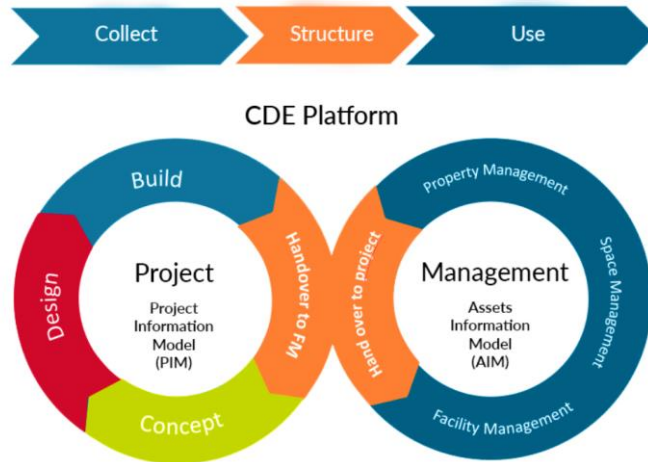 Collect
Structure
Use
CDE Platform
Build
Design
Concept
Handover to FM
Project
Project
Information
Model
(PIM)
Hand over to project
Management
Assets
Information
Model
(AIM)
Property Management
Space Management
Facility Management